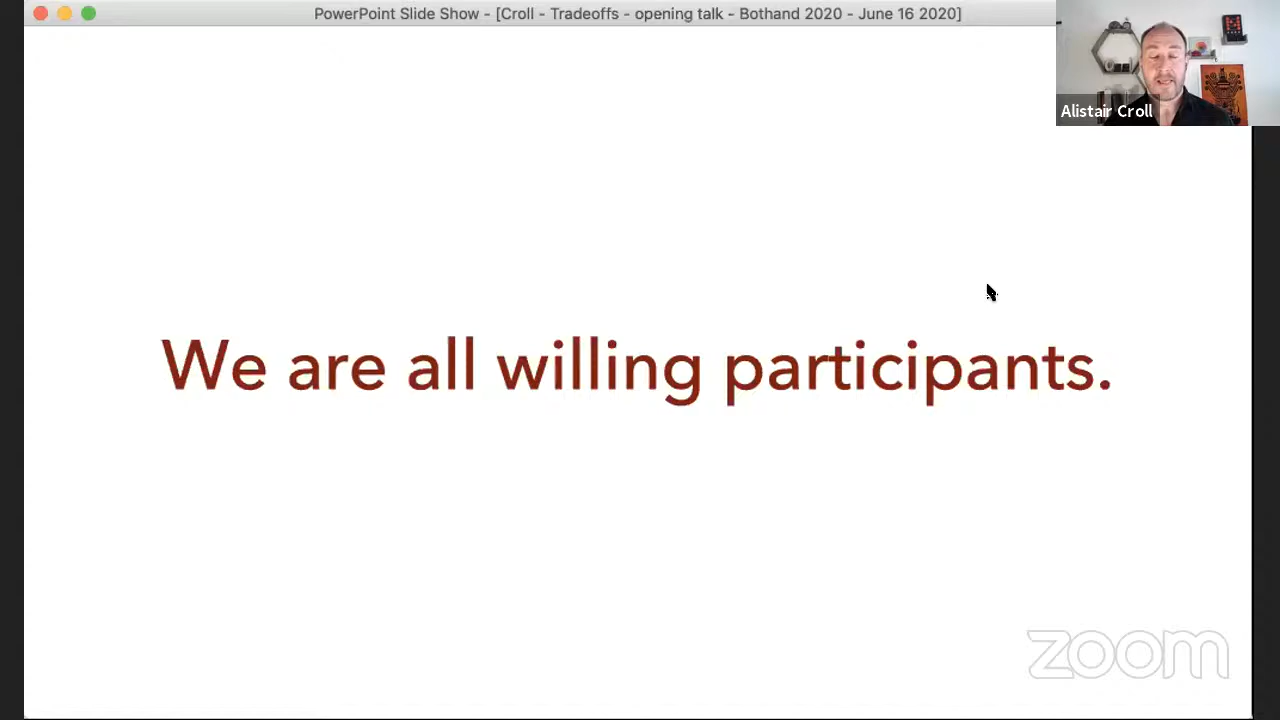 PowerPoint Slide Show - [Croll - Tradeoffs - opening talk - Bothand 2020 - June 16 2020]
Alistair Croll
We are all willing participants.
zoom